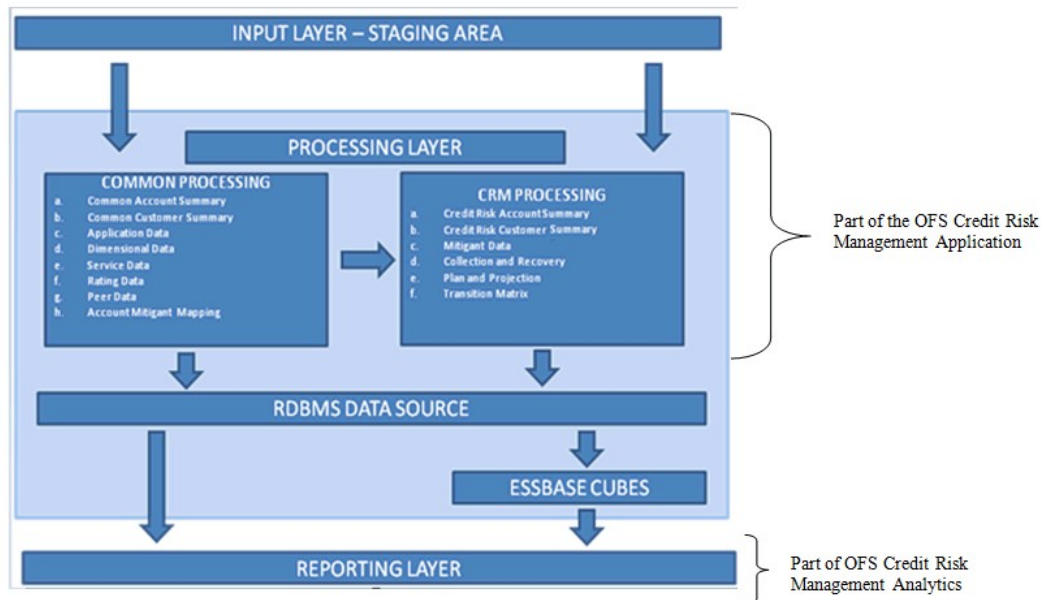 INPUT LAYER – STAGING AREA
PROCESSING LAYER
COMMON PROCESSING
a. Common Account Summary
b. Common Customer Summary
c. Application Data
d. Dimensional Data
e. Service Data
f. Rating Data
g. Peer Data
h. Account Mitigant Mapping
CRM PROCESSING
a. Credit Risk Account Summary
b. Credit Risk Customer Summary
c. Mitigant Data
d. Collection and Recovery
e. Plan and Projection
f. Transition Matrix
Part of the OFS Credit Risk
Management Application
RDBMS DATA SOURCE
ESSBASE CUBES
REPORTING LAYER
Part of OFS Credit Risk
Management Analytics